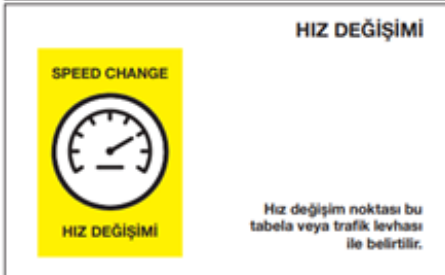 HIZ DEĞİŞİMİ
SPEED CHANGE
HIZ DEĞİŞİMİ
Hız değişim noktası bu
tabela veya trafik levhası
ile belirtilir.